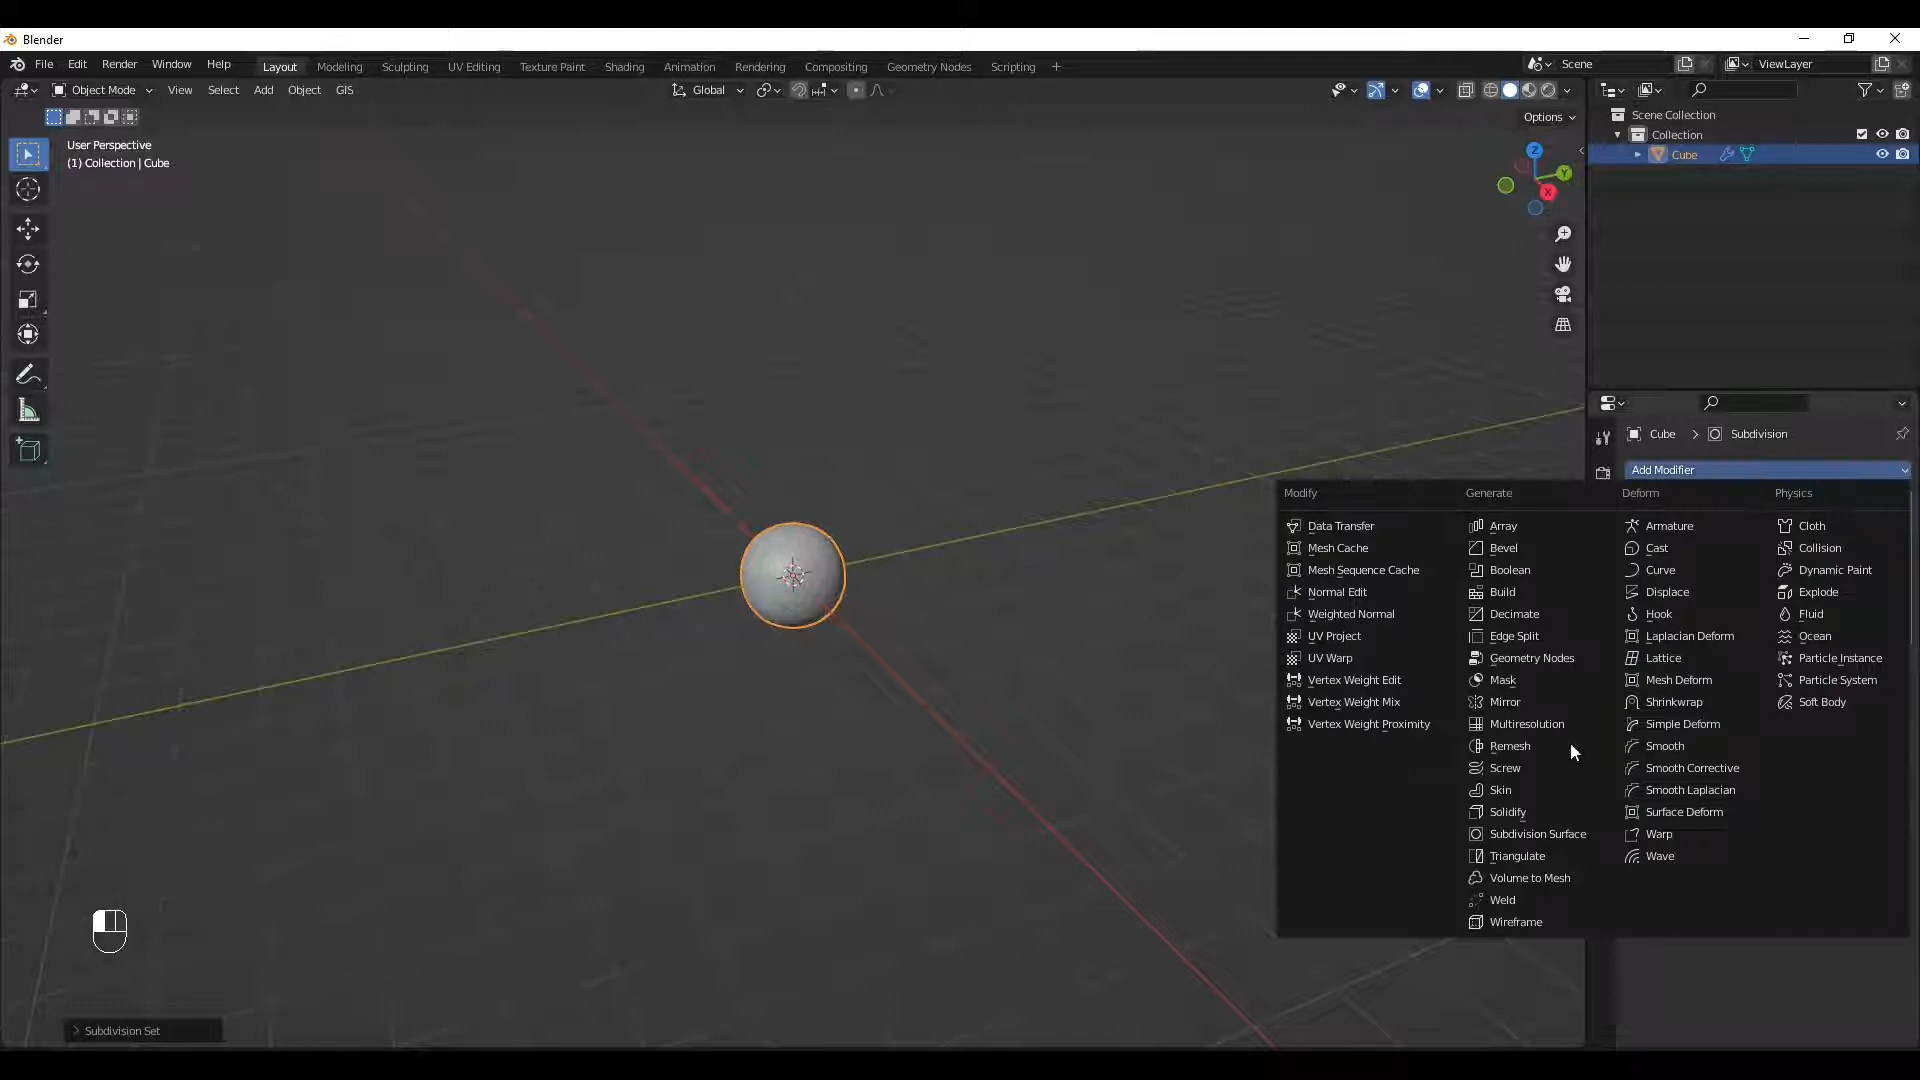 Blender
File Edit Render Window Help Layout Modeling Sculpting UV Editing Texture Paint Shading Animation Rendering Compositing Geometry Nodes Scripting + Scene ViewLayer
Object Mode View Select Add Object GIS Global
Options
User Perspective
(1) Collection | Cube
Z
Y
X
Scene Collection
Collection
Cube
Cube > Subdivision
Add Modifier
Modify Generate Deform Physics
Data Transfer Array Armature Cloth
Mesh Cache Bevel Cast Collision
Mesh Sequence Cache Boolean Curve Dynamic Paint
Normal Edit Build Displace Explode
Weighted Normal Decimate Hook Fluid
UV Project Edge Split Laplacian Deform Ocean
UV Warp Geometry Nodes Lattice Particle Instance
Vertex Weight Edit Mask Mesh Deform Particle System
Vertex Weight Mix Mirror Shrinkwrap Soft Body
Vertex Weight Proximity Multiresolution Simple Deform
Remesh Smooth
Screw Smooth Corrective
Skin Smooth Laplacian
Solidify Surface Deform
Subdivision Surface Warp
Triangulate Wave
Volume to Mesh
Weld
Wireframe
> Subdivision Set